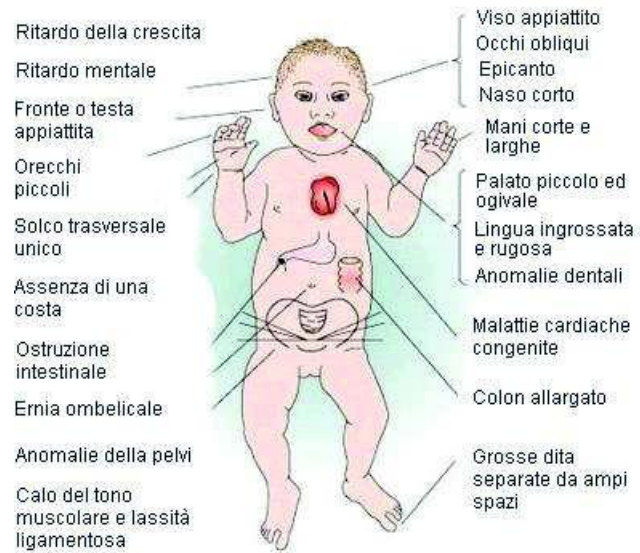 Ritardo della crescita
Ritardo mentale
Fronte o testa
appiattita
Orecchi
piccoli
Solco trasversale
unico
Assenza di una
costa
Ostruzione
intestinale
Ernia ombelicale
Anomalie della pelvi
Calo del tono
muscolare e lassità
ligamentosa
Viso appiattito
Occhi obliqui
Epicanto
Naso corto
Mani corte e
larghe
Palato piccolo ed
ogivale
Lingua ingrossata
e rugosa
Anomalie dentali
Malattie cardiache
congenite
Colon allargato
Grosse dita
separate da ampi
spazi